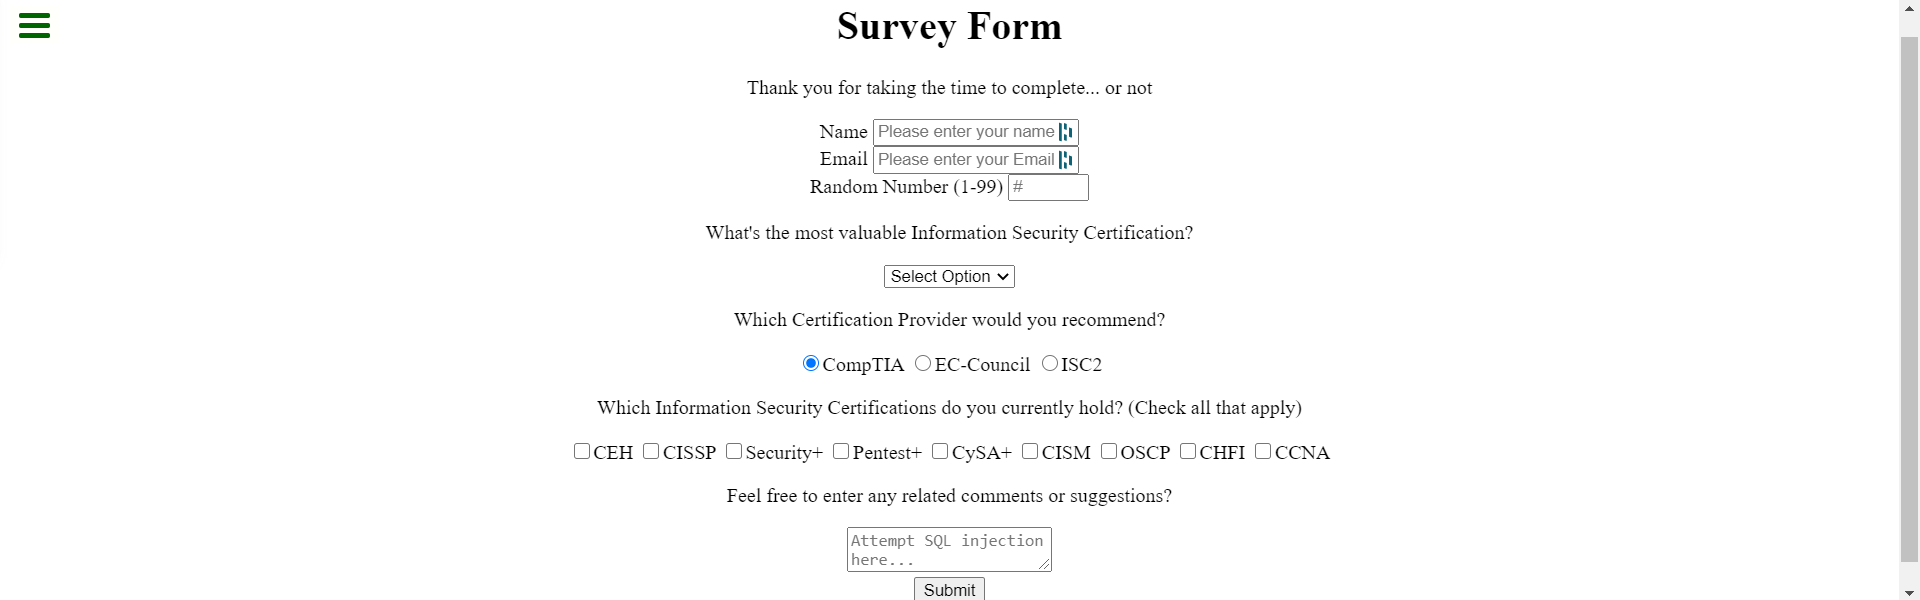 Survey Form
Thank you for taking the time to complete... or not
Name Please enter your name
Email Please enter your Email
Random Number (1-99) #
What's the most valuable Information Security Certification?
Select Option
Which Certification Provider would you recommend?
CompTIA EC-Council ISC2
Which Information Security Certifications do you currently hold? (Check all that apply)
CEH CISSP Security+ Pentest+ CySA+ CISM OSCP CHFI CCNA
Feel free to enter any related comments or suggestions?
Attempt SQL injection
here...
Submit